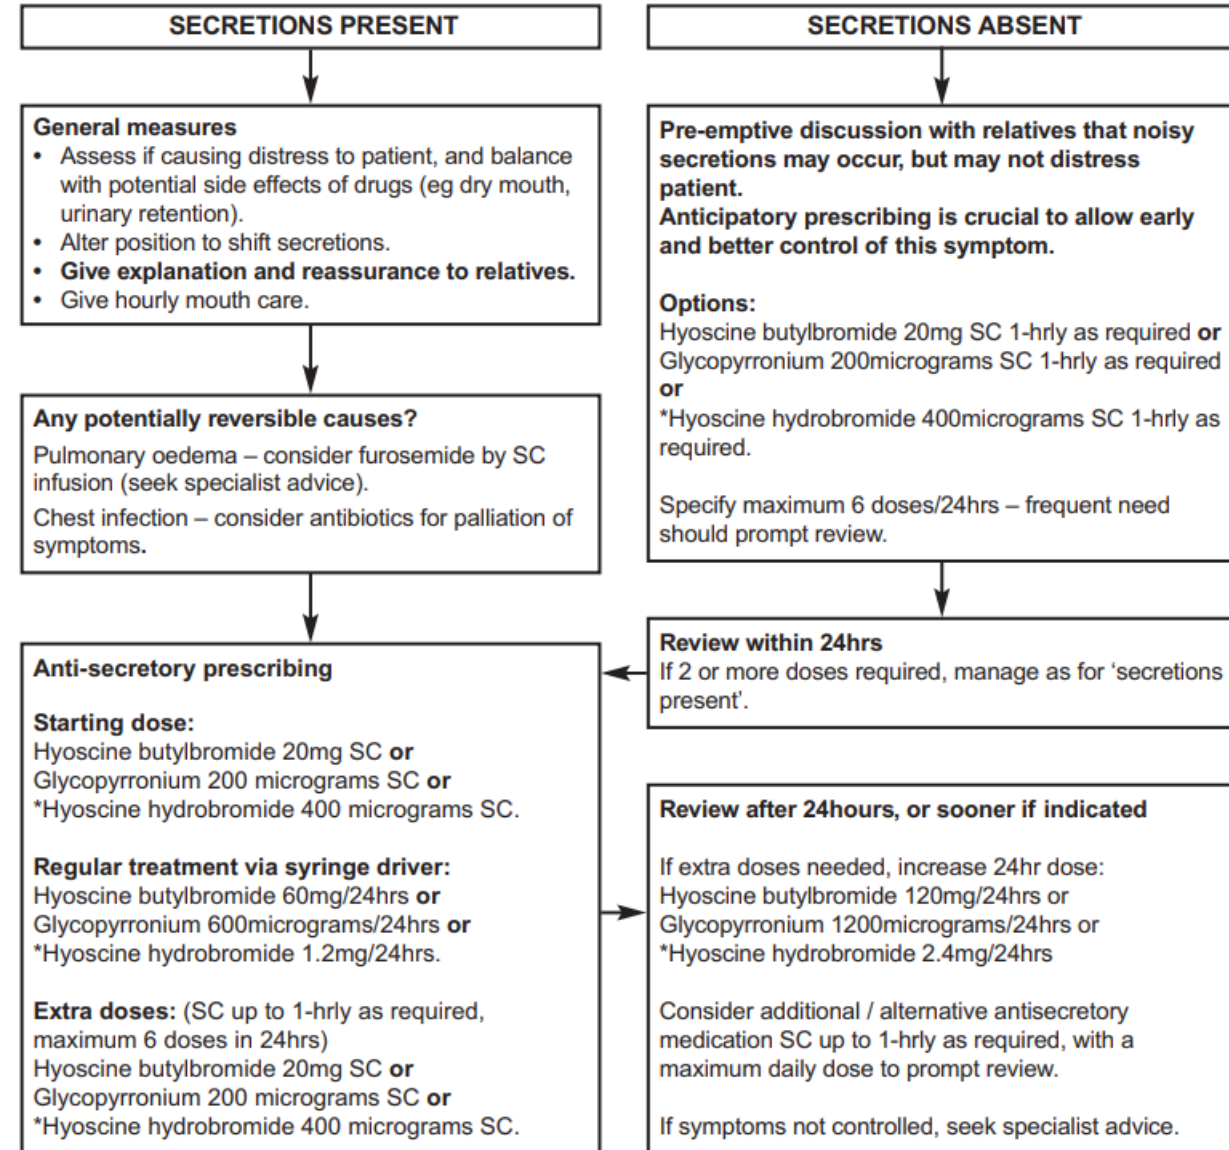 SECRETIONS PRESENT
General measures
• Assess if causing distress to patient, and balance
with potential side effects of drugs (eg dry mouth,
urinary retention).
• Alter position to shift secretions.
• Give explanation and reassurance to relatives.
• Give hourly mouth care.
Any potentially reversible causes?
Pulmonary oedema – consider furosemide by SC
infusion (seek specialist advice).
Chest infection – consider antibiotics for palliation of
symptoms.
Anti-secretory prescribing
Starting dose:
Hyoscine butylbromide 20mg SC or
Glycopyrronium 200 micrograms SC or
*Hyoscine hydrobromide 400 micrograms SC.
Regular treatment via syringe driver:
Hyoscine butylbromide 60mg/24hrs or
Glycopyrronium 600micrograms/24hrs or
*Hyoscine hydrobromide 1.2mg/24hrs.
Extra doses: (SC up to 1-hrly as required,
maximum 6 doses in 24hrs)
Hyoscine butylbromide 20mg SC or
Glycopyrronium 200 micrograms SC or
*Hyoscine hydrobromide 400 micrograms SC.
SECRETIONS ABSENT
Pre-emptive discussion with relatives that noisy
secretions may occur, but may not distress
patient.
Anticipatory prescribing is crucial to allow early
and better control of this symptom.
Options:
Hyoscine butylbromide 20mg SC 1-hrly as required or
Glycopyrronium 200micrograms SC 1-hrly as required
or
*Hyoscine hydrobromide 400micrograms SC 1-hrly as
required.
Specify maximum 6 doses/24hrs – frequent need
should prompt review.
Review within 24hrs
If 2 or more doses required, manage as for ‘secretions
present’.
Review after 24hours, or sooner if indicated
If extra doses needed, increase 24hr dose:
Hyoscine butylbromide 120mg/24hrs or
Glycopyrronium 1200micrograms/24hrs or
*Hyoscine hydrobromide 2.4mg/24hrs
Consider additional / alternative antisecretory
medication SC up to 1-hrly as required, with a
maximum daily dose to prompt review.
If symptoms not controlled, seek specialist advice.